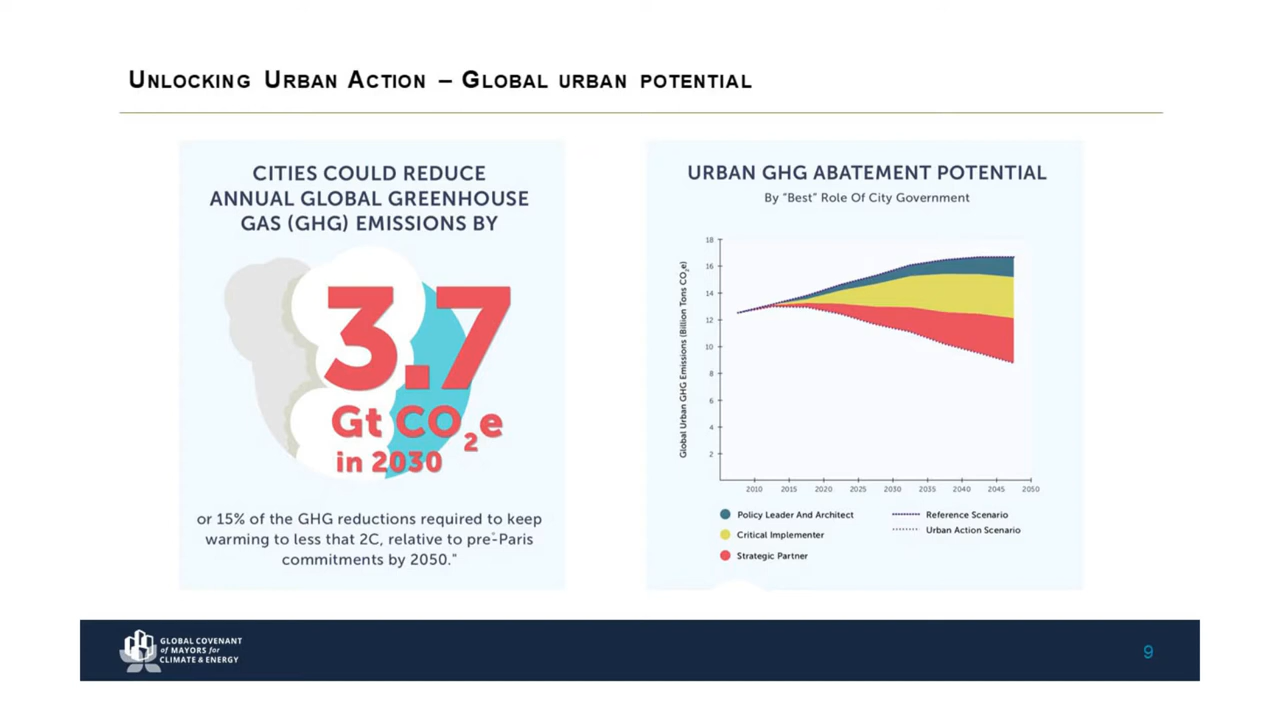 UNLOCKING URBAN ACTION – GLOBAL URBAN POTENTIAL
CITIES COULD REDUCE
ANNUAL GLOBAL GREENHOUSE
GAS (GHG) EMISSIONS BY
3.7
Gt CO2e
in 2030
or 15% of the GHG reductions required to keep
warming to less that 2C, relative to pre-Paris
commitments by 2050."
URBAN GHG ABATEMENT POTENTIAL
By "Best" Role Of City Government
Global Urban GHG Emissions (Billion Tons CO2e)
18
16
14
12
10
8
6
4
2
2010 2015 2020 2025 2030 2035 2040 2045 2050
Policy Leader And Architect
Critical Implementer
Strategic Partner
Reference Scenario
Urban Action Scenario
GLOBAL COVENANT
of MAYORS for
CLIMATE & ENERGY
9